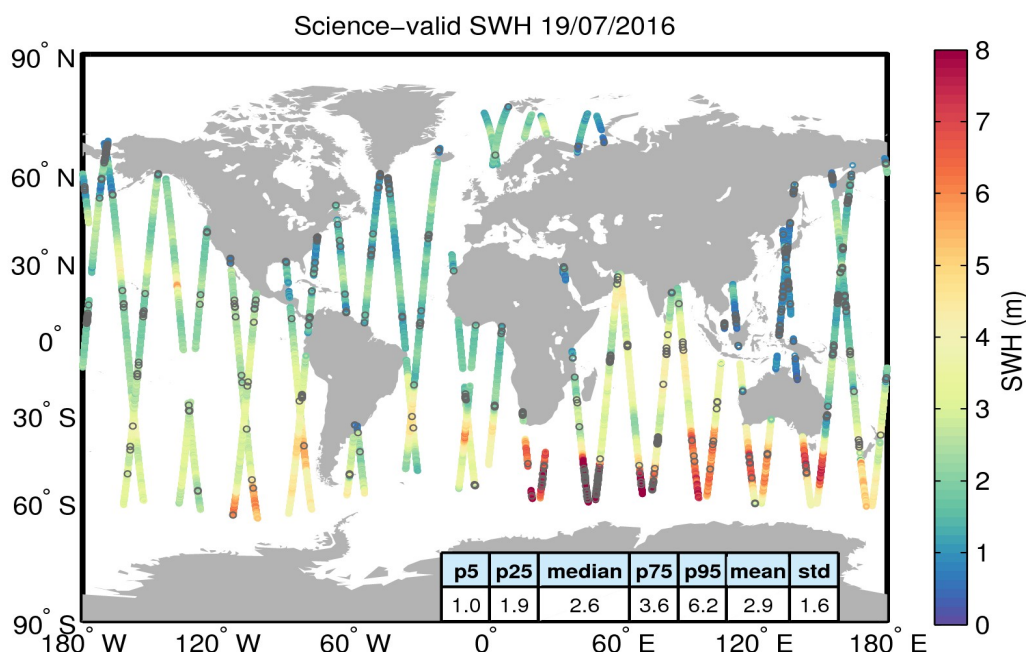 Science–valid SWH 19/07/2016
90° N
60° N
30° N
0°
30° S
60° S
90° S
180° W
120° W
60° W
0°
60° E
120° E
180° E
p5 p25 median p75 p95 mean std
1.0 1.9 2.6 3.6 6.2 2.9 1.6
8
7
6
5
4
3
2
1
0
SWH (m)